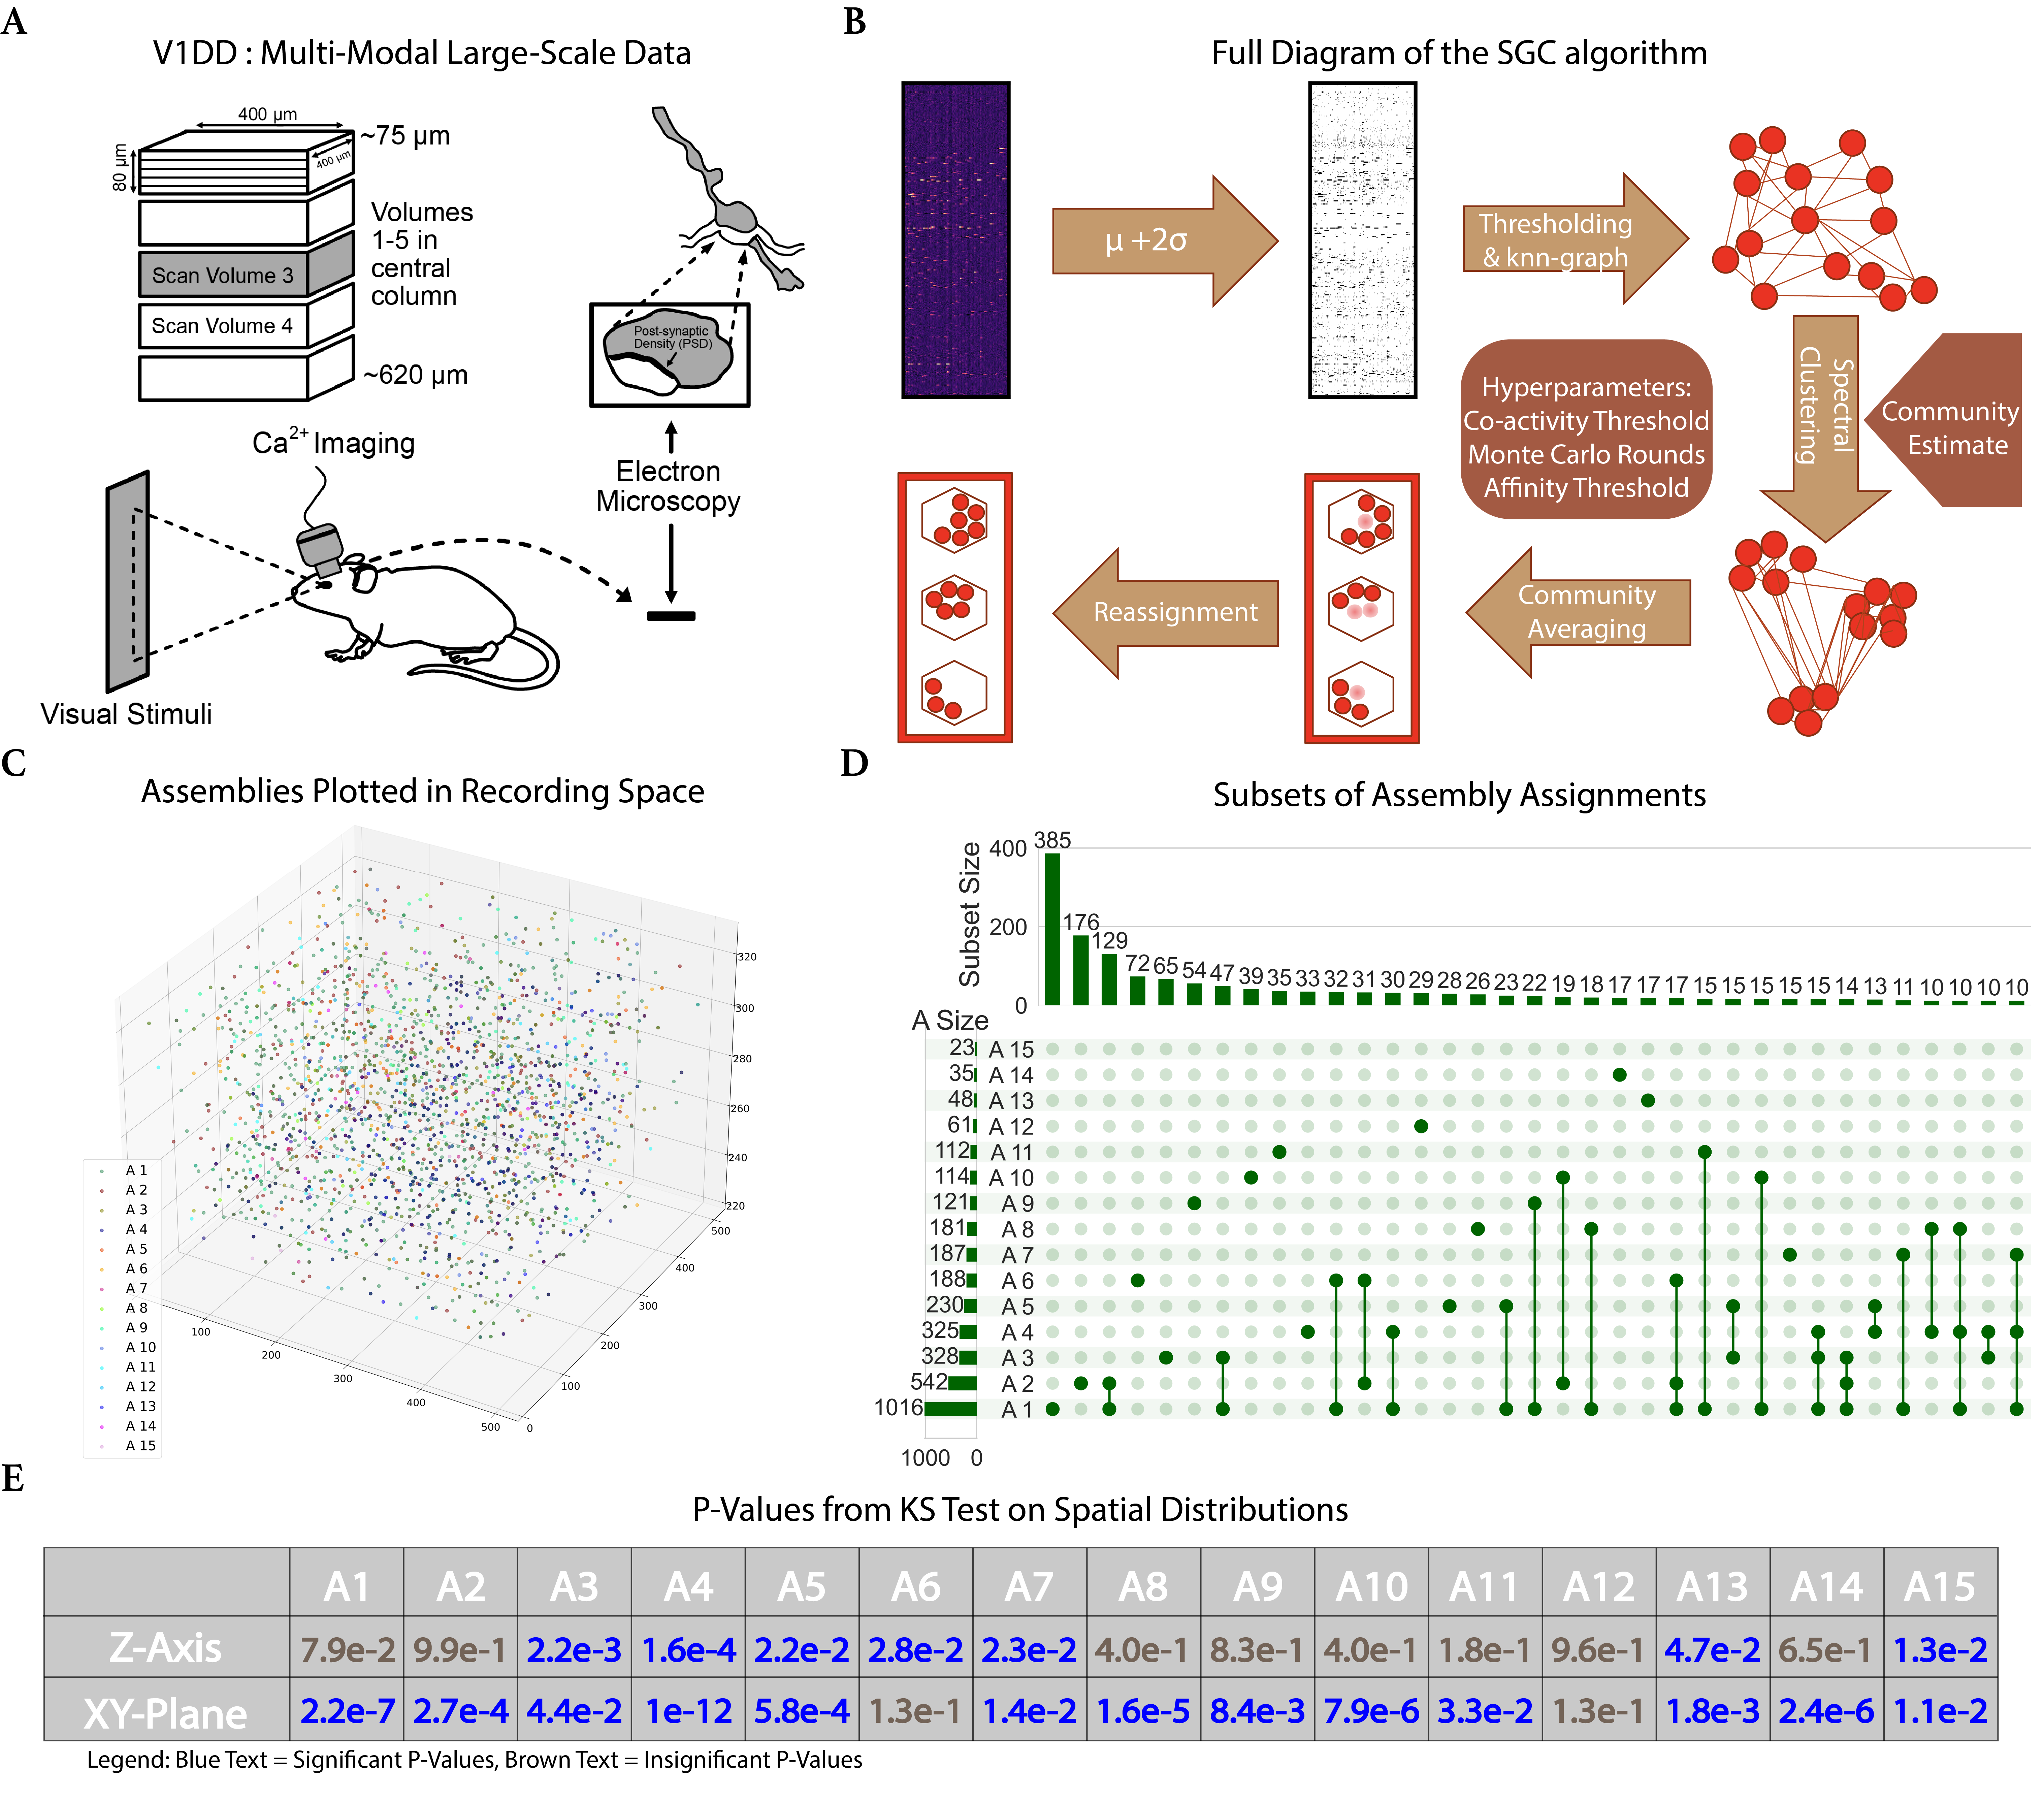 A
V1DD : Multi-Modal Large-Scale Data
400 µm
~75 µm
400 µm
80 µm
Volumes
1-5 in
central
column
Scan Volume 3
Scan Volume 4
~620 µm
Post-synaptic
Density (PSD)
Ca2+ Imaging
Electron
Microscopy
Visual Stimuli
B
Full Diagram of the SGC algorithm
µ +2σ
Thresholding
& knn-graph
Hyperparameters:
Co-activity Threshold
Monte Carlo Rounds
Affinity Threshold
Spectral
Clustering
Community
Estimate
Community
Averaging
Reassignment
C
Assemblies Plotted in Recording Space
320
300
280
260
240
220
500
400
300
200
100
0
100
200
300
400
500
A 1
A 2
A 3
A 4
A 5
A 6
A 7
A 8
A 9
A 10
A 11
A 12
A 13
A 14
A 15
D
Subsets of Assembly Assignments
Subset Size
400
200
0
385 176 129 72 65 54 47 39 35 33 32 31 30 29 28 26 23 22 19 18 17 17 17 15 15 15 15 15 14 13 11 10 10 10 10
A Size
23 A 15
35 A 14
48 A 13
61 A 12
112 A 11
114 A 10
121 A 9
181 A 8
187 A 7
188 A 6
230 A 5
325 A 4
328 A 3
542 A 2
1016 A 1
1000 0
E
P-Values from KS Test on Spatial Distributions
A1 A2 A3 A4 A5 A6 A7 A8 A9 A10 A11 A12 A13 A14 A15
Z-Axis 7.9e-2 9.9e-1 2.2e-3 1.6e-4 2.2e-2 2.8e-2 2.3e-2 4.0e-1 8.3e-1 4.0e-1 1.8e-1 9.6e-1 4.7e-2 6.5e-1 1.3e-2
XY-Plane 2.2e-7 2.7e-4 4.4e-2 1e-12 5.8e-4 1.3e-1 1.4e-2 1.6e-5 8.4e-3 7.9e-6 3.3e-2 1.3e-1 1.8e-3 2.4e-6 1.1e-2
Legend: Blue Text = Significant P-Values, Brown Text = Insignificant P-Values